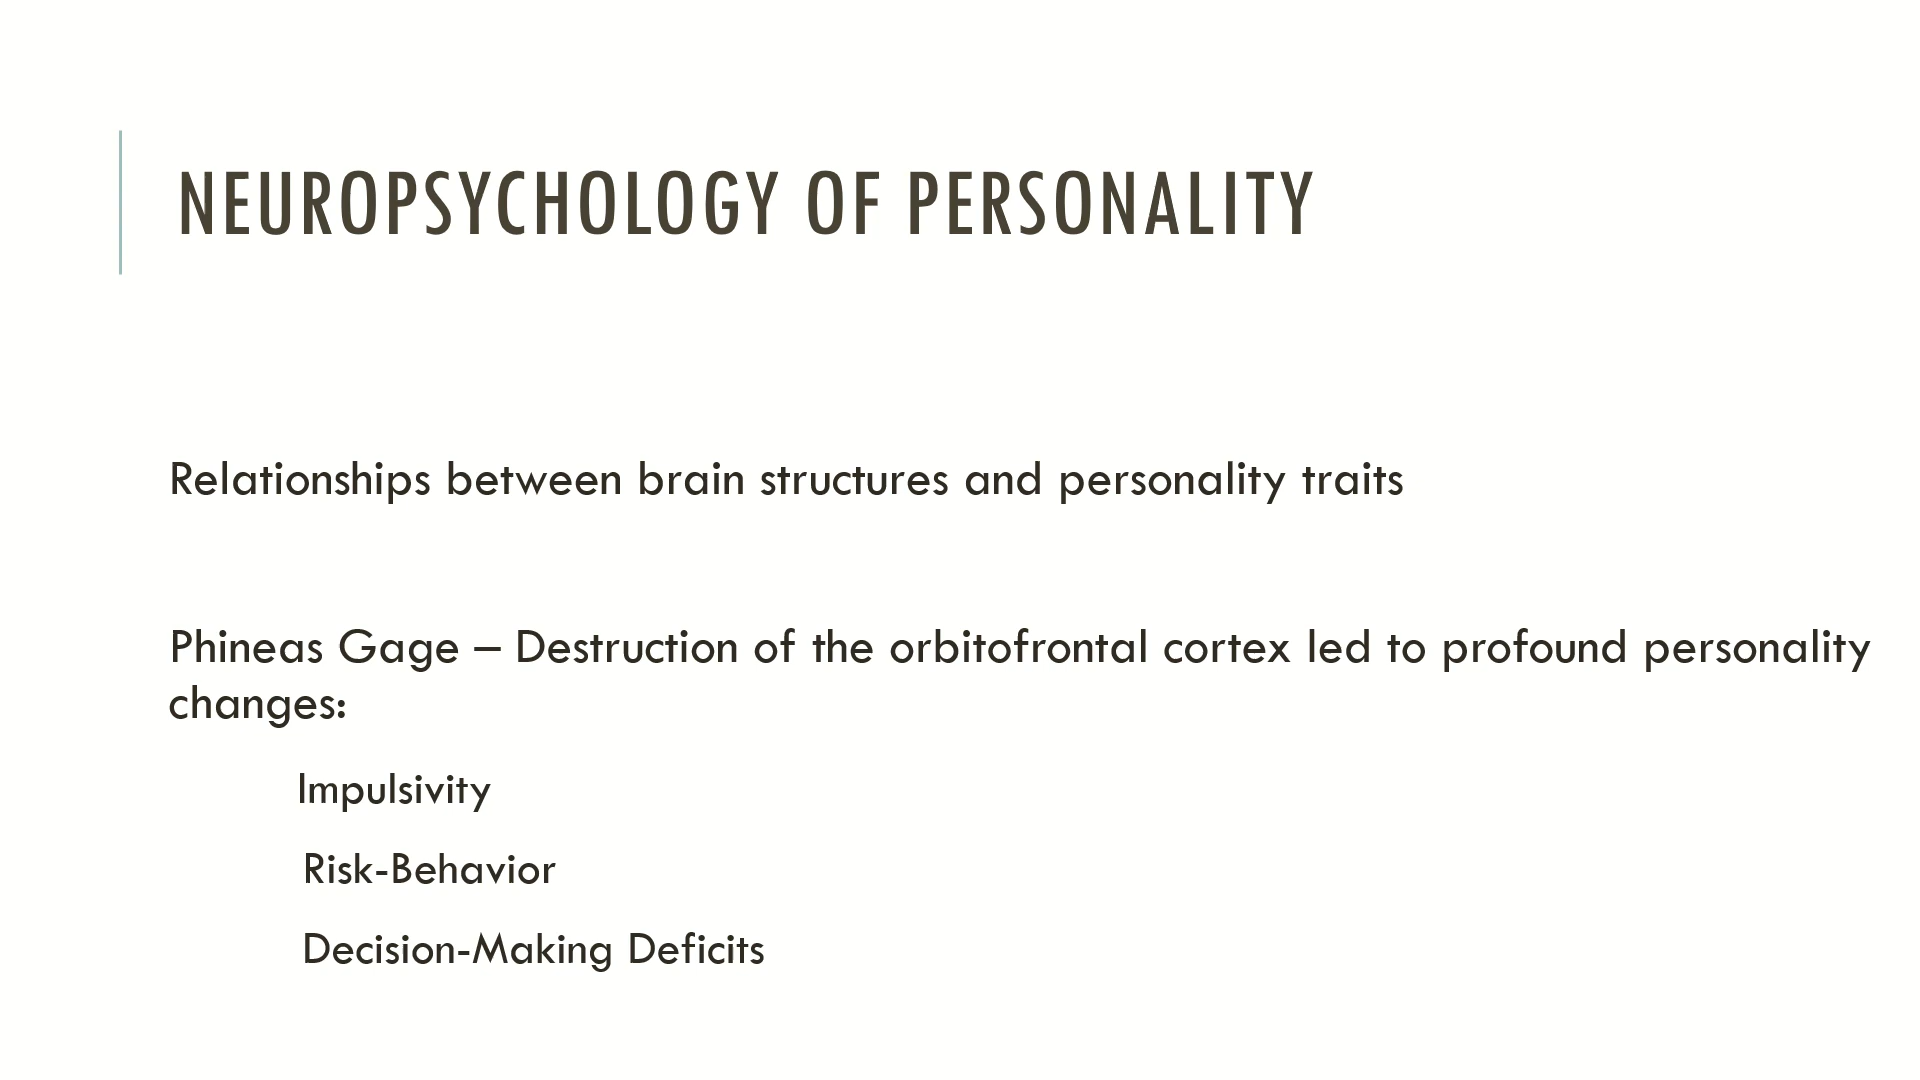 NEUROPSYCHOLOGY OF PERSONALITY
Relationships between brain structures and personality traits
Phineas Gage – Destruction of the orbitofrontal cortex led to profound personality
changes:
Impulsivity
Risk-Behavior
Decision-Making Deficits